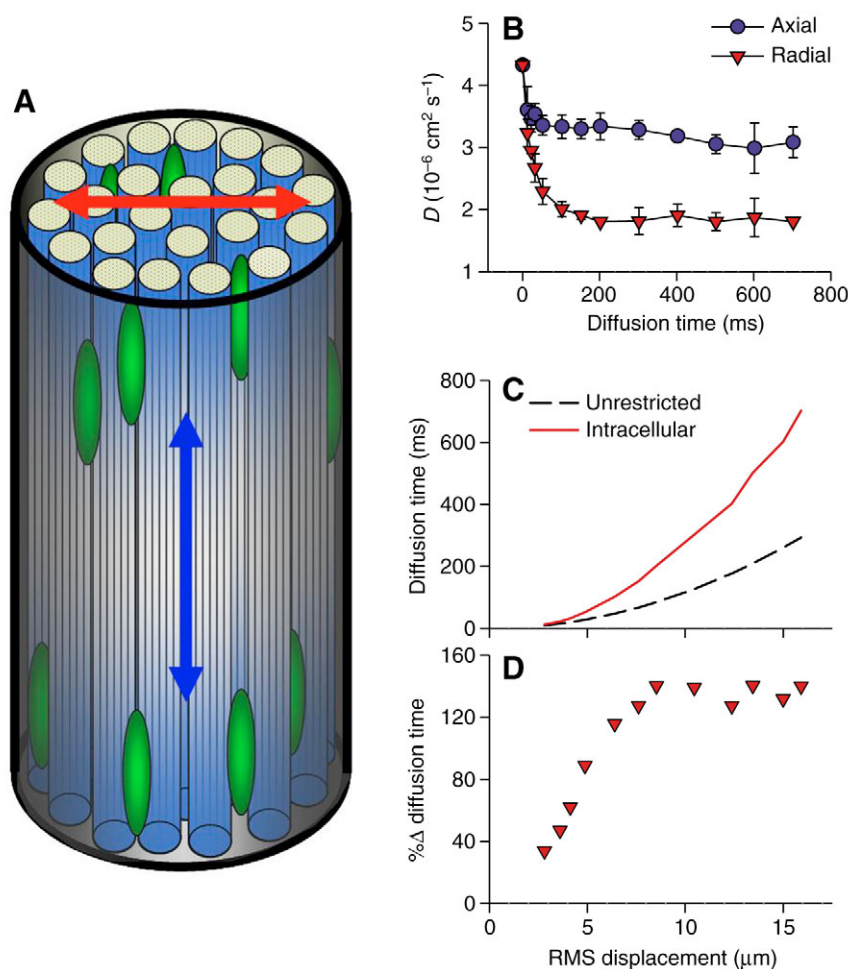 A
B
Axial
Radial
5
4
3
2
1
D (10⁻⁶ cm² s⁻¹)
0
200
400
600
800
Diffusion time (ms)
C
Unrestricted
Intracellular
800
600
400
200
0
Diffusion time (ms)
D
160
120
80
40
0
%Δ diffusion time
0
5
10
15
RMS displacement (μm)